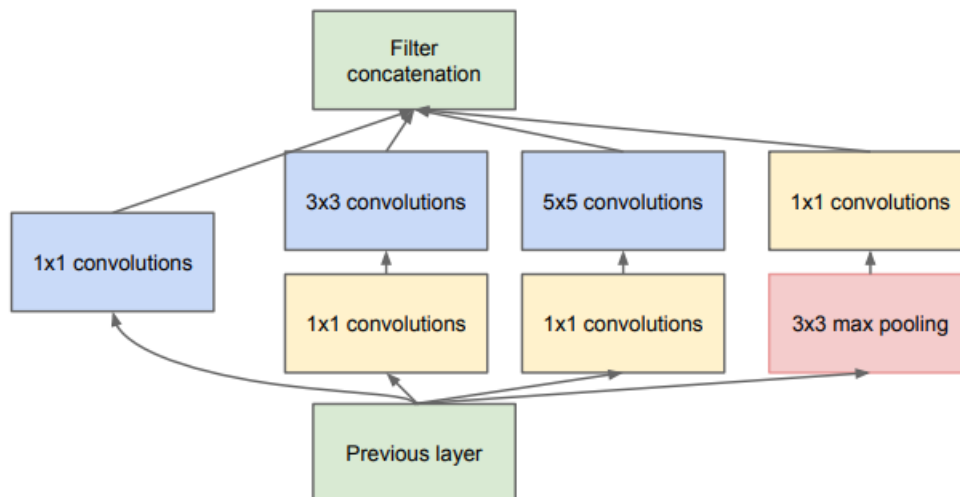 Filter
concatenation
3x3 convolutions
5x5 convolutions
1x1 convolutions
1x1 convolutions
1x1 convolutions
1x1 convolutions
3x3 max pooling
Previous layer